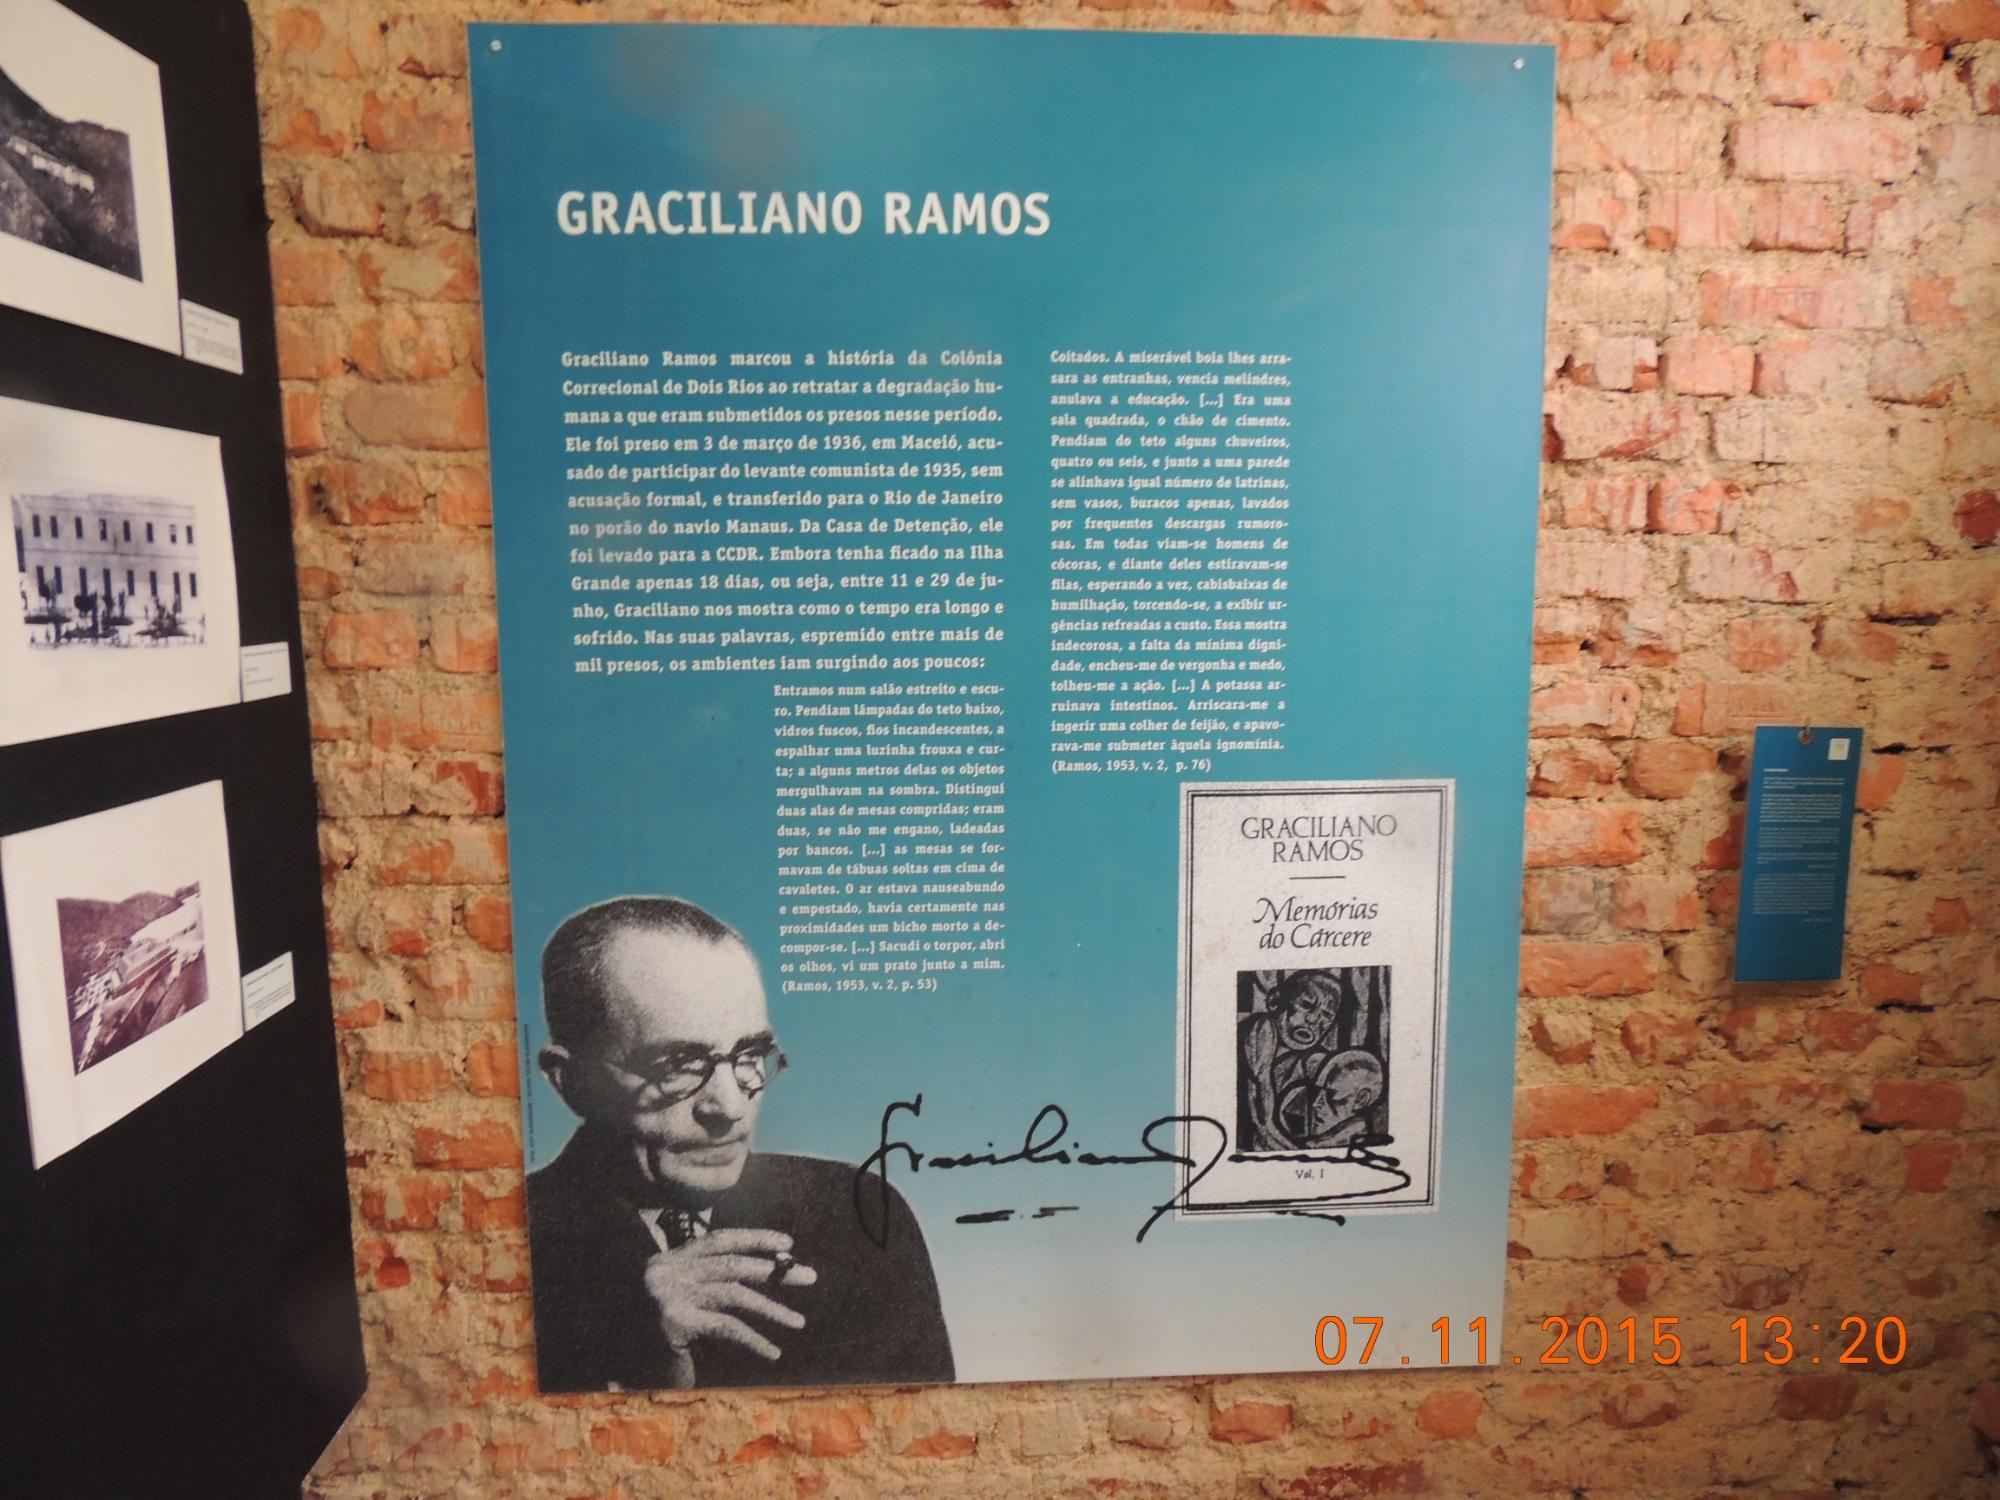 GRACILIANO RAMOS
Graciliano Ramos marcou a história da Colônia
Correcional de Dois Rios ao retratar a degradação hu-
mana a que eram submetidos os presos nesse período.
Ele foi preso em 3 de março de 1936, em Maceió, acu-
sado de participar do levante comunista de 1935, sem
acusação formal, e transferido para o Rio de Janeiro
no porão do navio Manaus. Da Casa de Detenção, ele
foi levado para a CCDR. Embora tenha ficado na Ilha
Grande apenas 18 dias, ou seja, entre 11 e 29 de ju-
nho, Graciliano nos mostra como o tempo era longo e
sofrido. Nas suas palavras, espremido entre mais de
mil presos, os ambientes iam surgindo aos poucos:
Entramos num salão estreito e escu-
ro. Pendiam lâmpadas do teto baixo,
vidros fuscos, fios incandescentes, a
espalhar uma luzinha frouxa e cur-
ta; a alguns metros delas os objetos
mergulhavam na sombra. Distingui
duas alas de mesas compridas; eram
duas, se não me engano, ladeadas
por bancos. [...] as mesas se for-
mavam de tábuas soltas em cima de
cavaletes. O ar estava nauseabundo
e empestado, havia certamente nas
proximidades um bicho morto a de-
compor-se. [...] Sacudi o torpor, abri
os olhos, vi um prato junto a mim.
(Ramos, 1953, v. 2, p. 53)
Coitados. A miserável boia lhes arra-
sara as entranhas, vencia melindres,
anulava a educação. [...] Era uma
sala quadrada, o chão de cimento.
Pendiam do teto alguns chuveiros,
quatro ou seis, e junto a uma parede
se alinhava igual número de latrinas,
sem vasos, buracos apenas, lavados
por frequentes descargas rumoro-
sas. Em todas viam-se homens de
cócoras, e diante deles estiravam-se
filas, esperando a vez, cabisbaixas de
humilhação, torcendo-se, a exibir ur-
gências refreadas a custo. Essa mostra
indecorosa, a falta da mínima digni-
dade, encheu-me de vergonha e medo,
tolheu-me a ação. [...] A potassa ar-
ruinava intestinos. Arriscara-me a
ingerir uma colher de feijão, e apavo-
rava-me submeter àquela ignomínia.
(Ramos, 1953, v. 2, p. 76)
GRACILIANO
RAMOS
Memórias
do Cárcere
Vol. I
Graciliano Ramos
07.11.2015 13:20